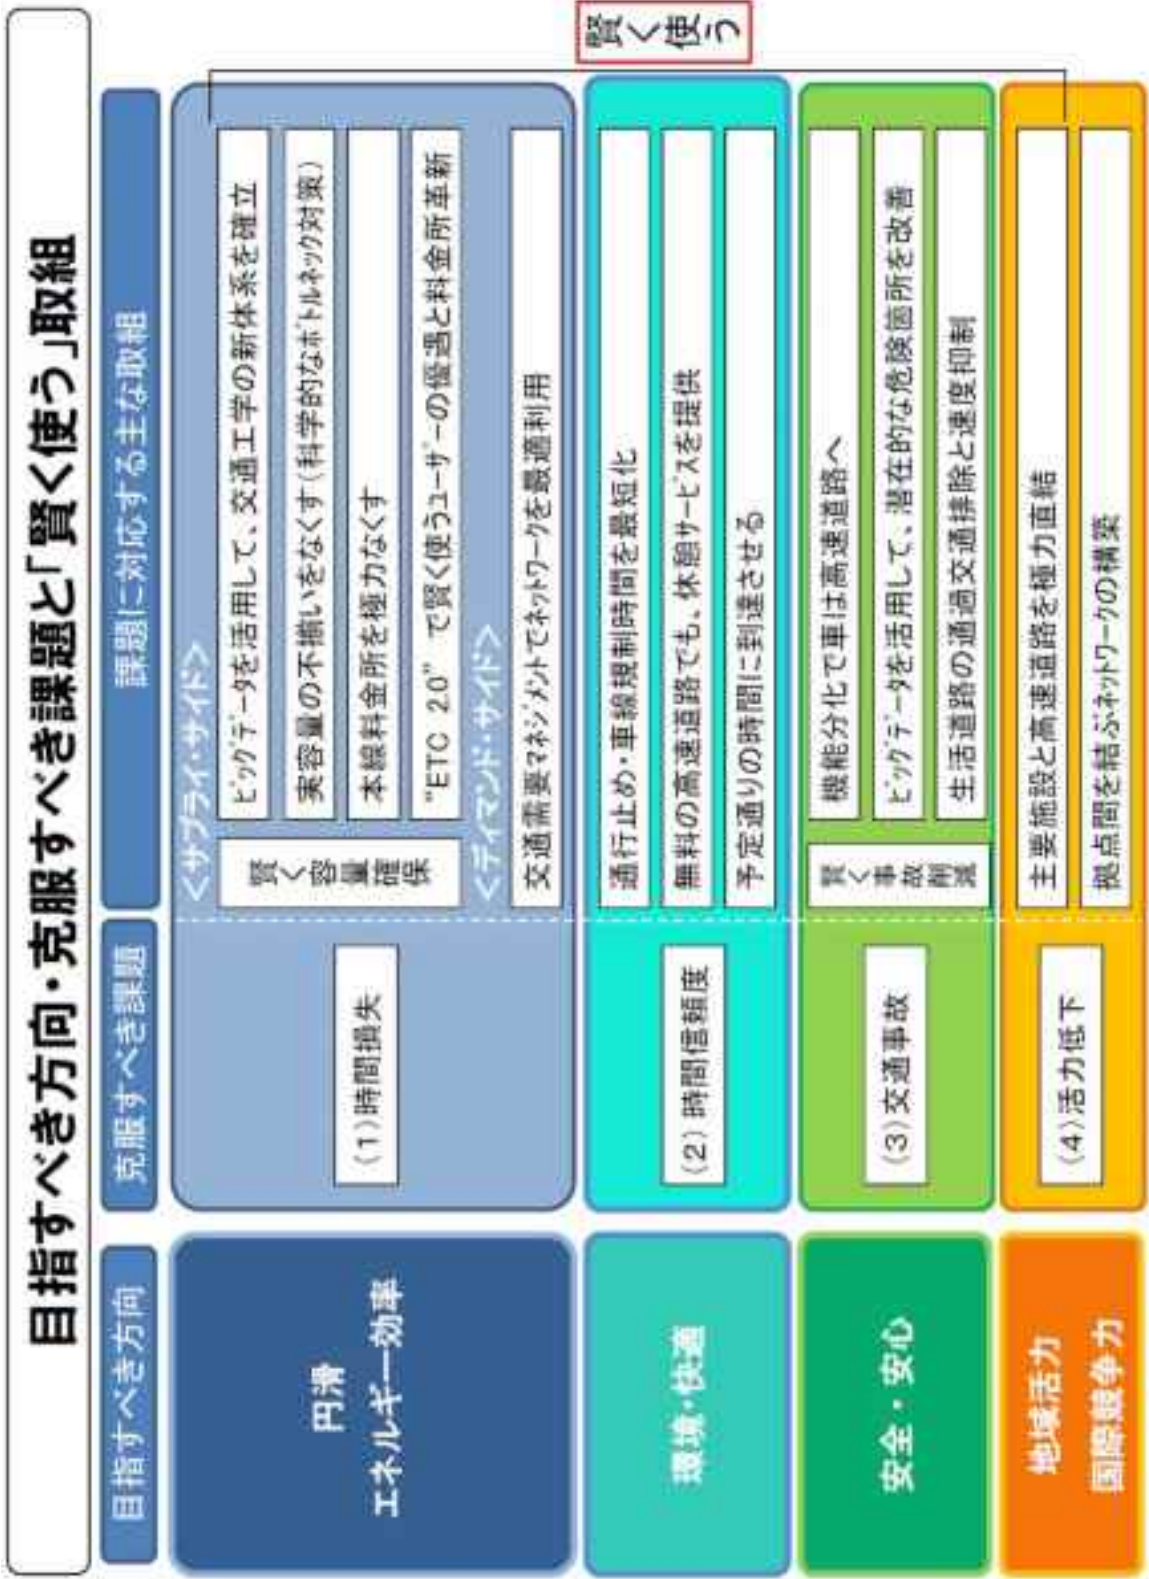 目指すべき方向・克服すべき課題と「賢く使う」取組
目指すべき方向
克服すべき課題
課題に対応する主な取組
円滑
エネルギー効率
(1)時間損失
<サプライ・サイド>
賢く容量確保
ビッグデータを活用して、交通工学の新体系を確立
実容量の不揃いをなくす(科学的なボトルネック対策)
本線料金所を極力なくす
“ETC 2.0” で賢く使うユーザーの優遇と料金所革新
<ディマンド・サイド>
交通需要マネジメントでネットワークを最適利用
環境・快適
(2)時間信頼度
通行止め・車線規制時間を最短化
無料の高速道路でも、休憩サービスを提供
予定通りの時間に到達させる
安全・安心
(3)交通事故
賢く事故削減
機能分化で車は高速道路へ
ビッグデータを活用して、潜在的な危険箇所を改善
生活道路の通過交通排除と速度抑制
地域活力
国際競争力
(4)活力低下
主要施設と高速道路を極力直結
拠点間を結ぶネットワークの構築
賢く使う